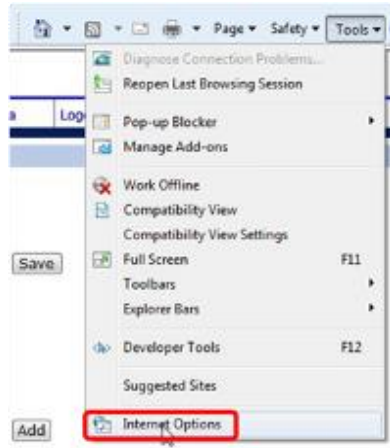 Page Safety Tools
Diagnose Connection Problems...
Reopen Last Browsing Session
Pop-up Blocker
Manage Add-ons
Work Offline
Compatibility View
Compatibility View Settings
Full Screen F11
Toolbars
Explorer Bars
Developer Tools F12
Suggested Sites
Internet Options
Save
Add